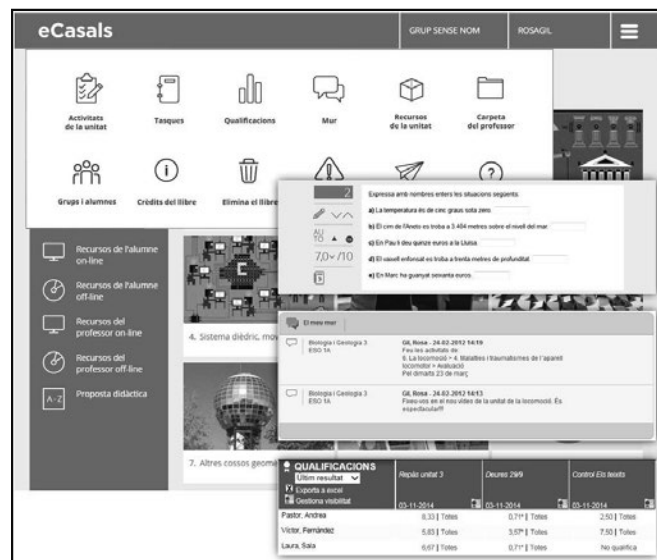 eCasals
GRUP SENSE NOM
ROSAGIL
Activitats
de la unitat
Tasques
Qualificacions
Mur
Recursos
de la unitat
Carpeta
del professor
Grups i alumnes
Crèdits del llibre
Elimina el llibre
Recursos de l'alumne
on-line
Recursos de l'alumne
off-line
Recursos del
professor on-line
Recursos del
professor off-line
A-Z
Proposta didàctica
4. Sistema dièdric, mov
7. Altres cossos geomè
2
AU
TO
7,0 /10
Expressa amb nombres enters les situacions següents:
a) La temperatura és de cinc graus sota zero.
b) El cim de l'Aneto es troba a 3.404 metres sobre el nivell del mar.
c) En Pau li deu quinze euros a la Lluïsa.
d) El vaixell enfonsat es troba a trenta metres de profunditat.
e) En Marc ha guanyat seixanta euros.
El meu mur
Biologia i Geologia 3
ESO 1A
Gil, Rosa - 24-02-2012 14:19
Feu les activitats de:
6. La locomoció > 4. Malalties i traumatismes de l'aparell
locomotor > Avaluació
Pel dimarts 23 de març
Biologia i Geologia 3
ESO 1A
Gil, Rosa - 24-02-2012 14:13
Fixeu vos en el nou vídeo de la unitat de la locomoció. És
espectacular!!!
QUALIFICACIONS
Últim resultat
Exporta a excel
Gestiona visibilitat
Repàs unitat 3
03-11-2014
Deures 29/9
03-11-2014
Control Els teixits
03-11-2014
Pastor, Andrea 8,33 | Totes 0,71* | Totes 2,50 | Totes
Víctor, Fernández 5,83 | Totes 3,57* | Totes 7,50 | Totes
Laura, Sala 6,67 | Totes 0,71* | Totes No qualifica